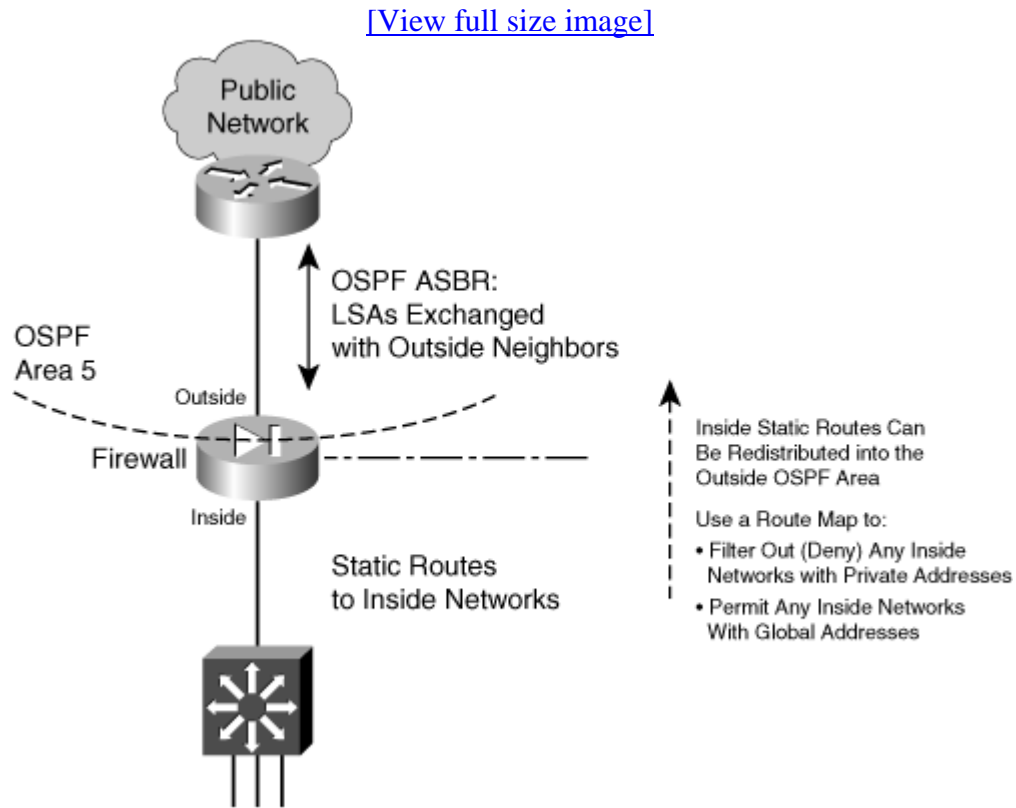 [View full size image]
Public
Network
OSPF ASBR:
LSAs Exchanged
with Outside Neighbors
OSPF
Area 5
Outside
Firewall
Inside
Static Routes
to Inside Networks
Inside Static Routes Can
Be Redistributed into the
Outside OSPF Area
Use a Route Map to:
• Filter Out (Deny) Any Inside
Networks with Private Addresses
• Permit Any Inside Networks
With Global Addresses